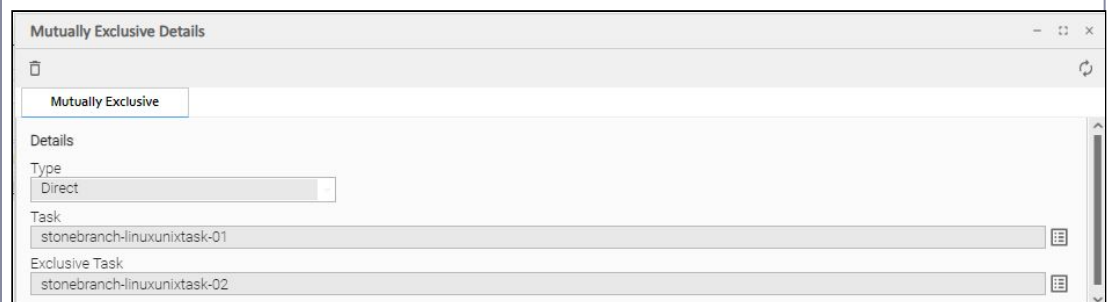 Mutually Exclusive Details
Mutually Exclusive
Details
Type
Direct
Task
stonebranch-linuxunixtask-01
Exclusive Task
stonebranch-linuxunixtask-02